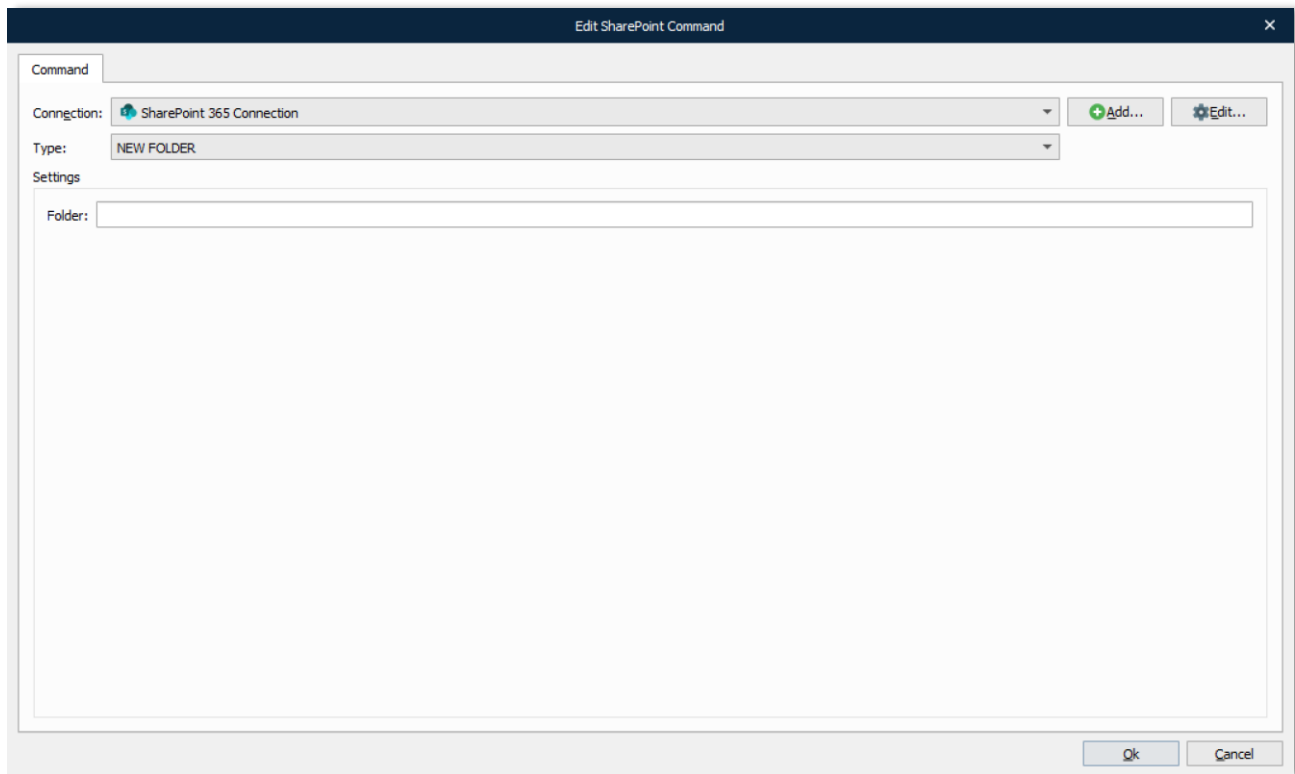 Edit SharePoint Command
Command
Connection: SharePoint 365 Connection Add... Edit...
Type: NEW FOLDER
Settings
Folder:
Ok Cancel